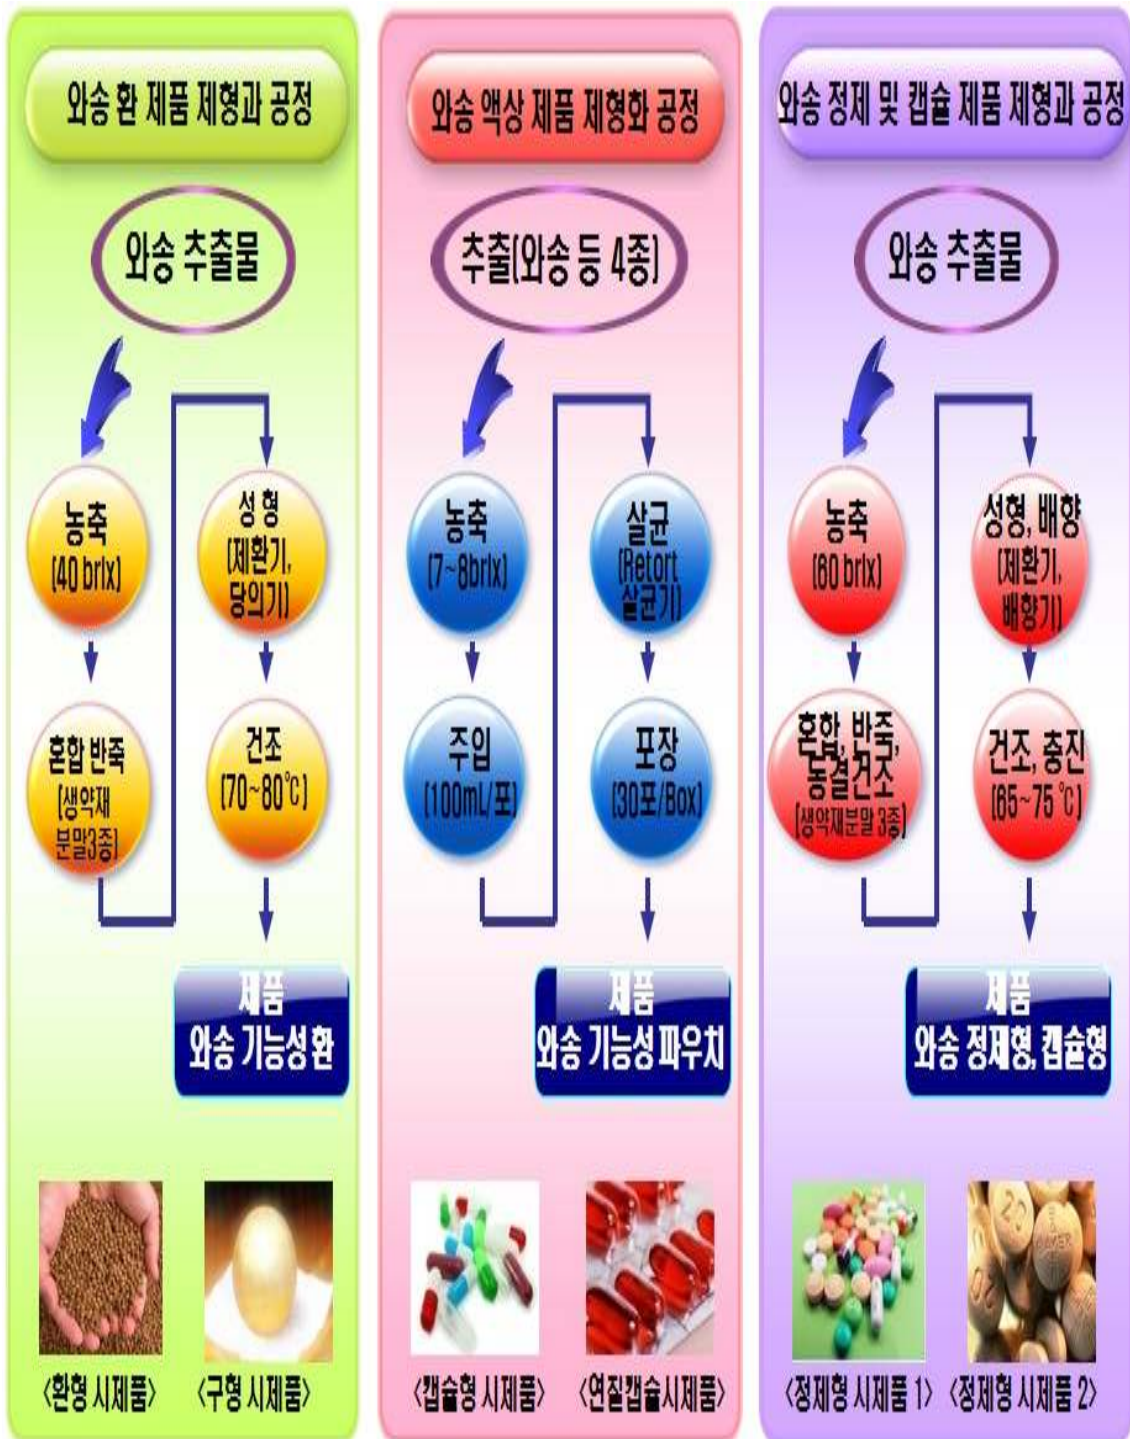 와송 환 제품 제형과 공정
와송 추출물
농축
(40 brix)
혼합 반죽
(생약재
분말3종)
성 형
(제환기,
당의기)
건조
(70~80℃)
제품
와송 기능성 환
<환형 시제품>
<구형 시제품>
와송 액상 제품 제형화 공정
추출(와송 등 4종)
농축
(7~8brix)
주입
(100mL/포)
살균
(Retort
살균기)
포장
(30포/Box)
제품
와송 기능성 파우치
<캡슐형 시제품>
<연질캡슐시제품>
와송 정제 및 캡슐 제품 제형과 공정
와송 추출물
농축
(60 brix)
혼합, 반죽,
동결건조
(생약재분말 3종)
성형, 배향
(제환기,
배향기)
건조, 충진
(65~75 ℃)
제품
와송 정제형, 캡슐형
<정제형 시제품 1>
<정제형 시제품 2>